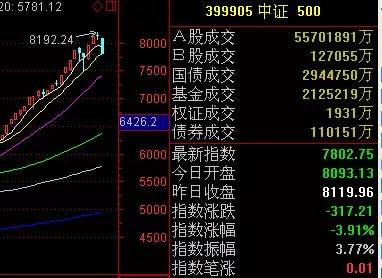 20: 5781.12
8192.24
8000
7500
7000
6426.2
6000
5500
5000
4500
399905 中证 500
A股成交 55701891万
B股成交 127055万
国债成交 2944750万
基金成交 2125219万
权证成交 1931万
债券成交 110151万
最新指数 7802.75
今日开盘 8093.13
昨日收盘 8119.96
指数涨跌 -317.21
指数涨幅 -3.91%
指数振幅 3.77%
指数笔涨 0.01